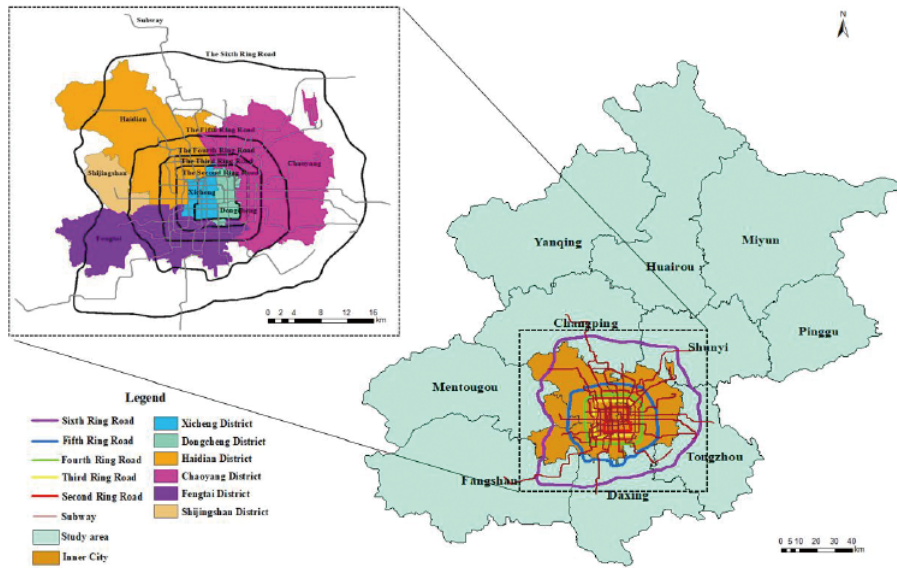 Subway
The Sixth Ring Road
Haidian
The Fifth Ring Road
The Fourth Ring Road
Chaoyang
The Third Ring Road
Shijingshan
The Second Ring Road
Xicheng
Dongcheng
Fengtai
0 2 4 8 12 16
km
N
Yanqing
Miyun
Huairou
Pinggu
Changping
Shunyi
Mentougou
Tongzhou
Fangshan
Daxing
Legend
Sixth Ring Road
Fifth Ring Road
Fourth Ring Road
Third Ring Road
Second Ring Road
Subway
Study area
Inner City
Xicheng District
Dongcheng District
Haidian District
Chaoyang District
Fengtai District
Shijingshan District
0 5 10 20 30 40
km